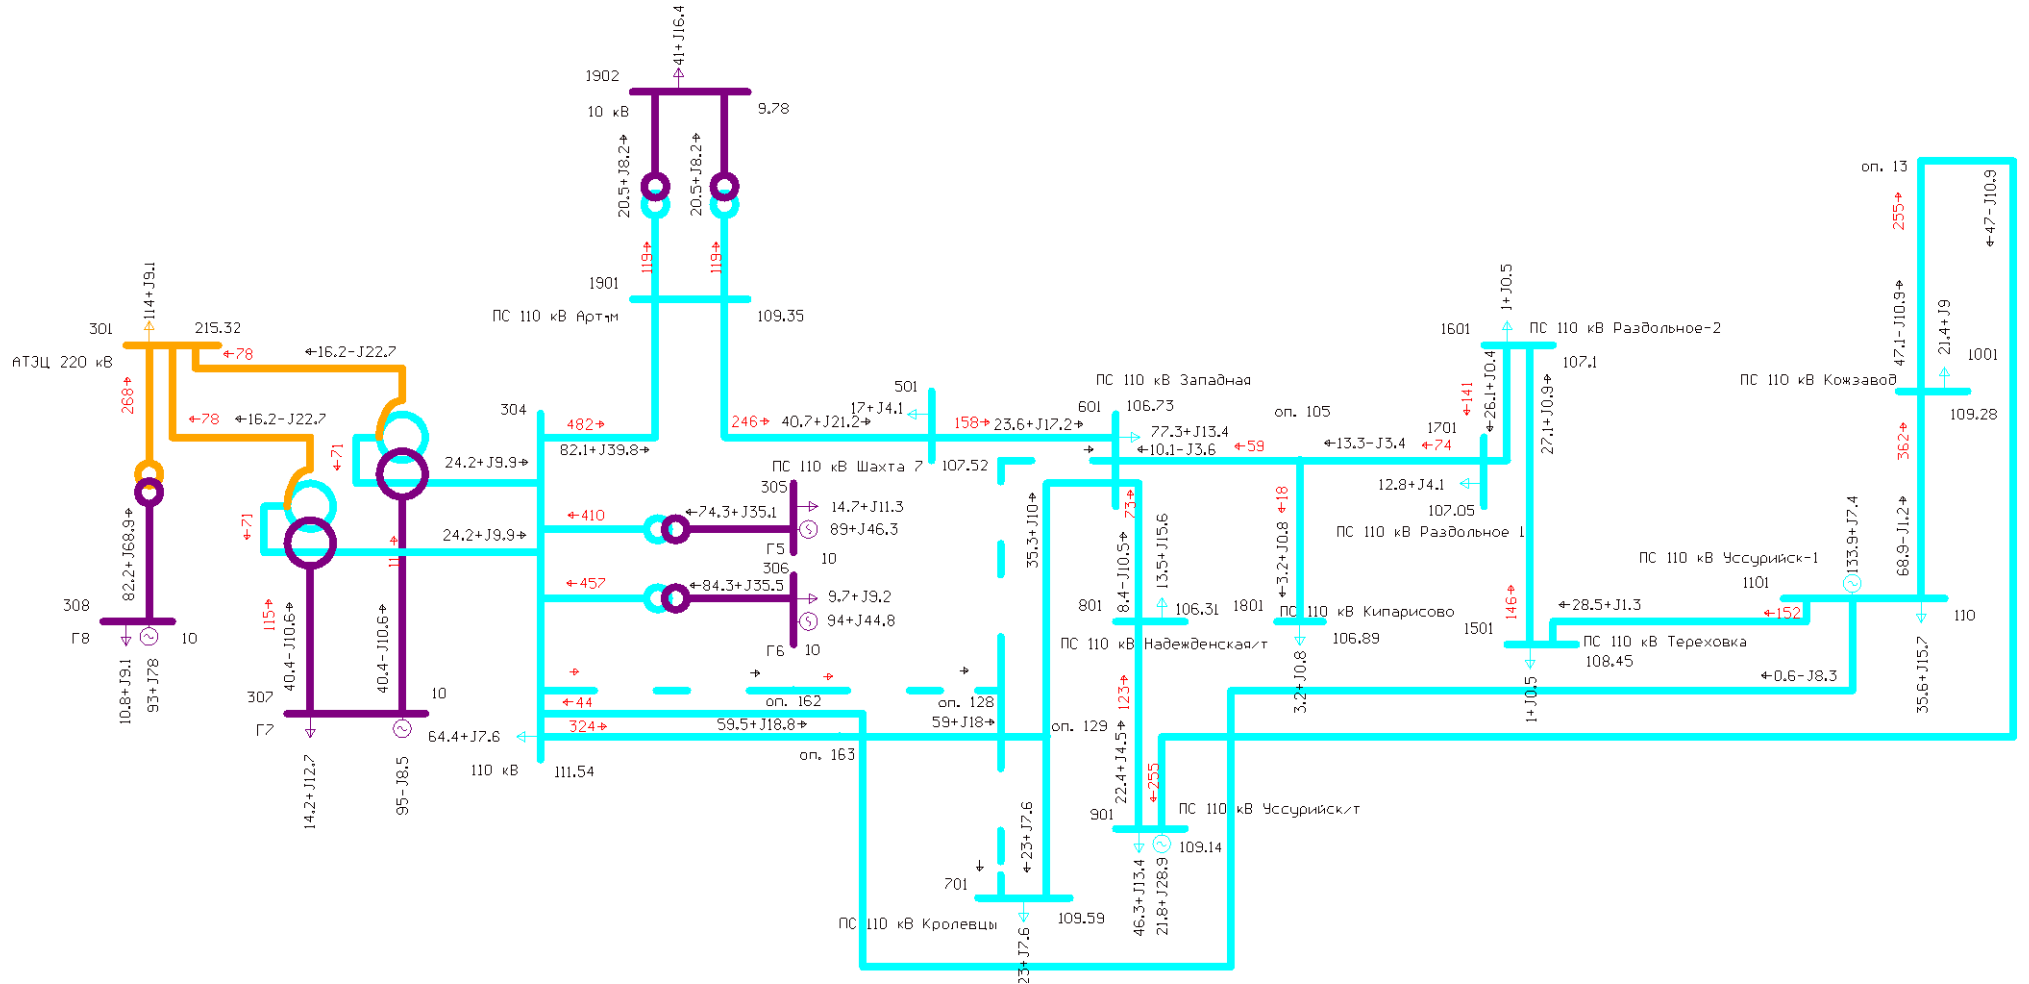 41+J16.4
1902
10 кВ
9.78
20.5+J8.2→
20.5+J8.2→
119→
119→
1901
ПС 110 кВ Арт
109.35
114+J9.1
301
215.32
АТЭЦ 220 кВ
←78
←16.2-J22.7
268→
←78
←16.2-J22.7
←71
←71
82.2+J68.9→
308
Г8
10
10.8+J9.1
93+J78
115→
40.4-J10.6→
40.4-J10.6→
307
Г7
10
14.2+J12.7
95-J8.5
304
482→
82.1+J39.8→
24.2+J9.9→
24.2+J9.9→
←410
←74.3+J35.1
305
14.7+J11.3
89+J46.3
Г5
10
←457
←84.3+J35.5
306
9.7+J9.2
94+J44.8
Г6
10
→
→
→
→
оп. 162
оп. 128
←44
324→
59.5+J18.8→
59+J18→
оп. 163
оп. 129
64.4+J7.6
110 кВ
111.54
246→
40.7+J21.2→
501
17+J4.1
ПС 110 кВ Шахта 7
107.52
158→
23.6+J17.2→
ПС 110 кВ Западная
601
106.73
77.3+J13.4
→
←10.1-J3.6
←59
оп. 105
←13.3-J3.4
←74
35.3+J10→
73→
8.4-J10.5→
13.5+J15.6
801
106.31
ПС 110 кВ Надежденская/т
123→
22.4+J4.5→
←255
901
ПС 110 кВ Уссурийск/т
109.14
46.3+J13.4
21.8+J28.9
←
←23+J7.6
701
ПС 110 кВ Кролевцы
109.59
23+J7.6
←18
←3.2+J0.8
1801
ПС 110 кВ Кипарисово
106.89
3.2+J0.8
1701
12.8+J4.1
107.05
ПС 110 кВ Раздольное 1
←141
←26.1+J0.4
1+J0.5
1601
ПС 110 кВ Раздольное-2
107.1
27.1+J0.9→
146→
1501
ПС 110 кВ Тереховка
108.45
1+J0.5
←28.5+J1.3
←152
←0.6-J8.3
ПС 110 кВ Уссурийск-1
1101
133.9+J7.4
110
35.6+J15.7
68.9-J1.2→
362→
ПС 110 кВ Кожзавод
1001
109.28
21.4+J9
47.1-J10.9→
255→
оп. 13
←47-J10.9